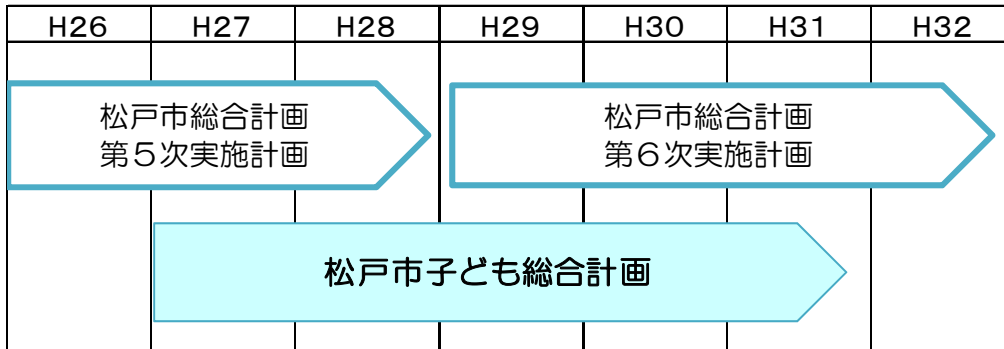 H26 H27 H28 H29 H30 H31 H32
松戸市総合計画
第5次実施計画
松戸市総合計画
第6次実施計画
松戸市子ども総合計画